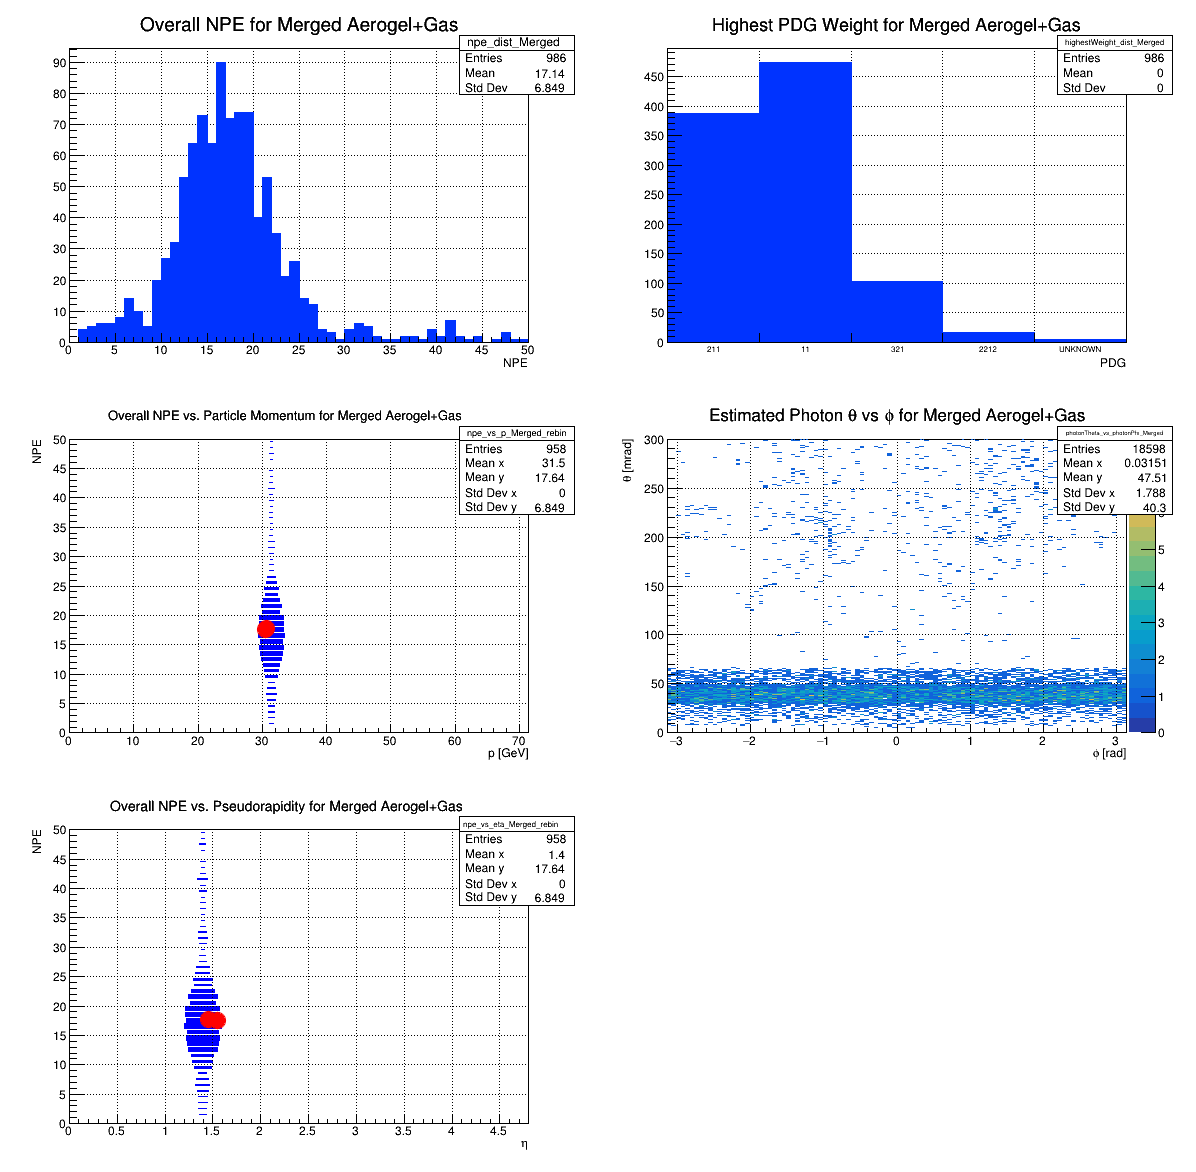 Overall NPE for Merged Aerogel+Gas
npe_dist_Merged
Entries 986
Mean 17.14
Std Dev 6.849
90
80
70
60
50
40
30
20
10
0
0 5 10 15 20 25 30 35 40 45 50
NPE
Highest PDG Weight for Merged Aerogel+Gas
highestWeight_dist_Merged
Entries 986
Mean 0
Std Dev 0
450
400
350
300
250
200
150
100
50
0
211 11 321 2212 UNKNOWN
PDG
Overall NPE vs. Particle Momentum for Merged Aerogel+Gas
npe_vs_p_Merged_rebin
Entries 958
Mean x 31.5
Mean y 17.64
Std Dev x 0
Std Dev y 6.849
NPE
50
45
40
35
30
25
20
15
10
5
0
0 10 20 30 40 50 60 70
p [GeV]
Estimated Photon θ vs ϕ for Merged Aerogel+Gas
photonTheta_vs_photonPhi_Merged
Entries 18598
Mean x 0.03151
Mean y 47.51
Std Dev x 1.788
Std Dev y 40.3
θ [mrad]
300
250
200
150
100
50
0
−3 −2 −1 0 1 2 3
ϕ [rad]
5
4
3
2
1
0
Overall NPE vs. Pseudorapidity for Merged Aerogel+Gas
npe_vs_eta_Merged_rebin
Entries 958
Mean x 1.4
Mean y 17.64
Std Dev x 0
Std Dev y 6.849
NPE
50
45
40
35
30
25
20
15
10
5
0
0 0.5 1 1.5 2 2.5 3 3.5 4 4.5
η